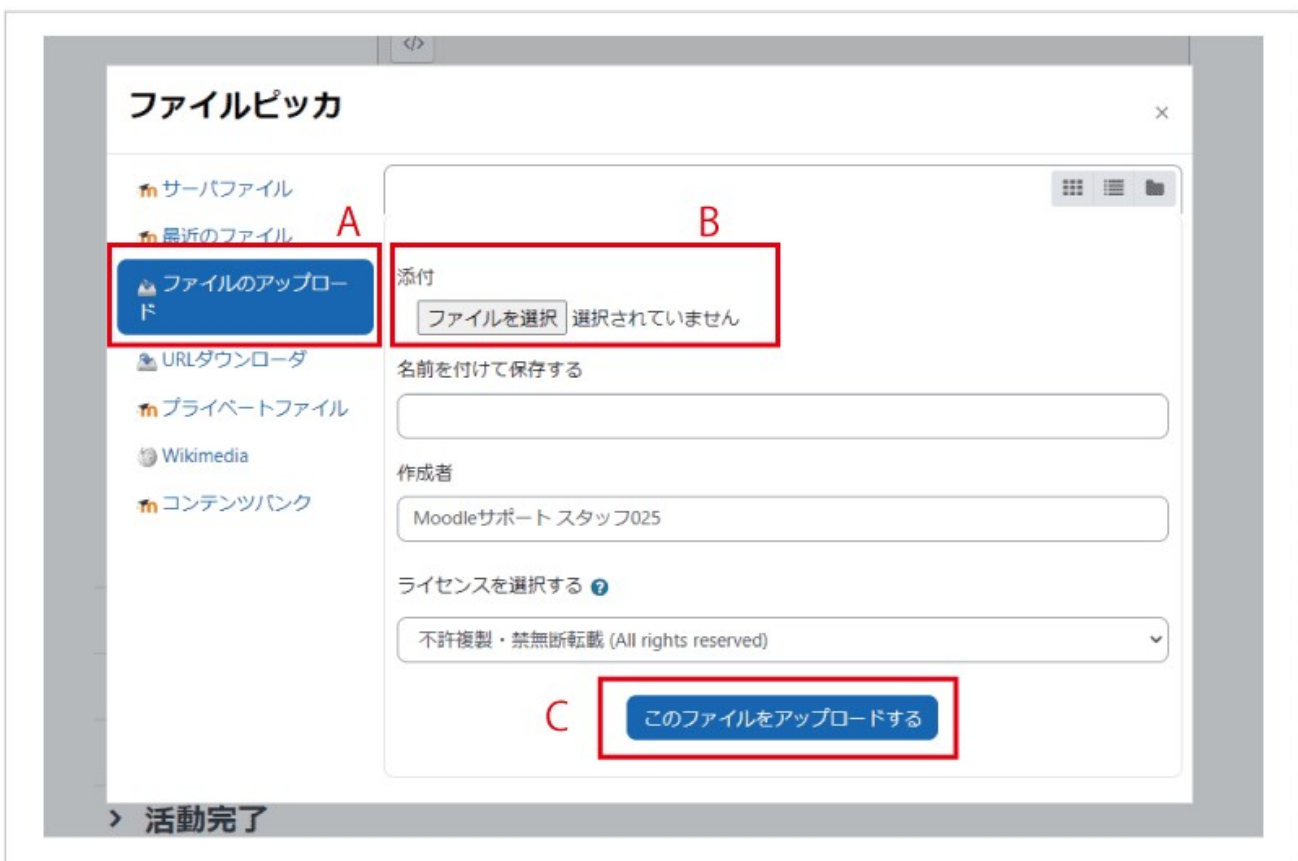 </>
ファイルピッカ
×
サーバファイル
最近のファイル
A
ファイルのアップロー
ド
URLダウンローダ
プライベートファイル
Wikimedia
コンテンツバンク
B
添付
ファイルを選択 選択されていません
名前を付けて保存する
作成者
Moodleサポート スタッフ025
ライセンスを選択する ?
不許複製・禁無断転載 (All rights reserved)
C
このファイルをアップロードする
活動完了